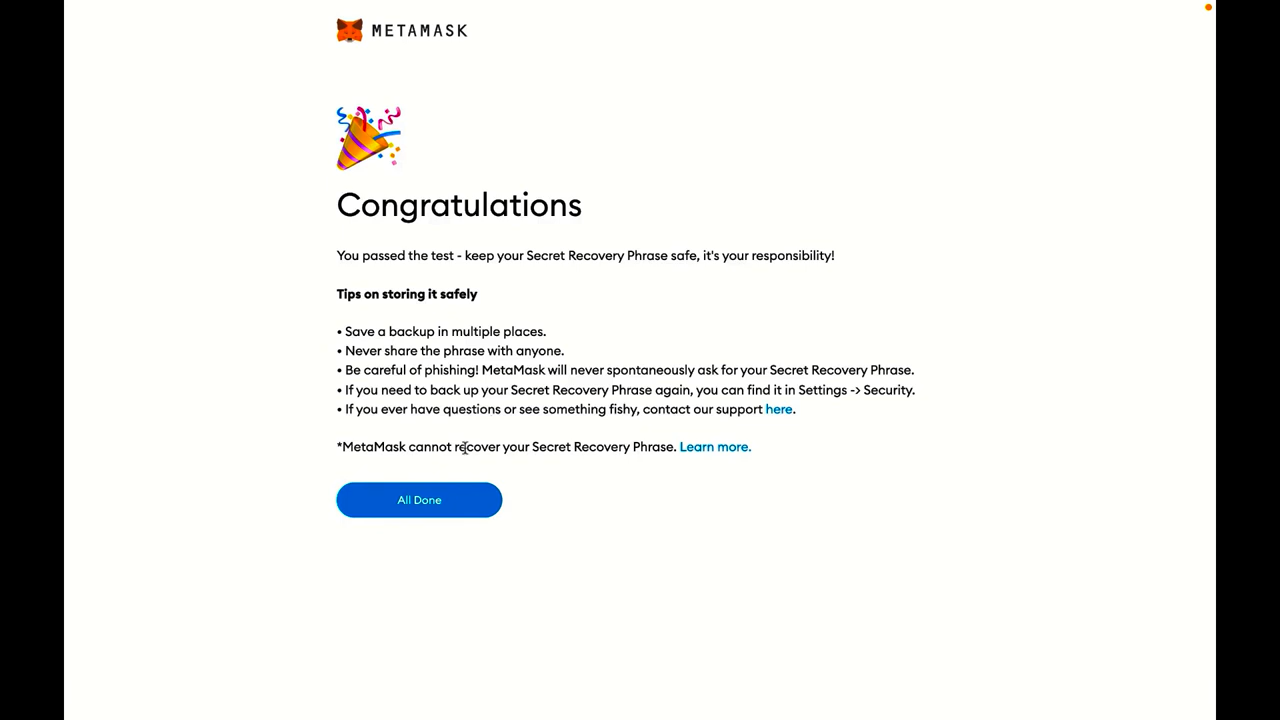 METAMASK
Congratulations
You passed the test - keep your Secret Recovery Phrase safe, it's your responsibility!
Tips on storing it safely
• Save a backup in multiple places.
• Never share the phrase with anyone.
• Be careful of phishing! MetaMask will never spontaneously ask for your Secret Recovery Phrase.
• If you need to back up your Secret Recovery Phrase again, you can find it in Settings -> Security.
• If you ever have questions or see something fishy, contact our support here.
*MetaMask cannot recover your Secret Recovery Phrase. Learn more.
All Done